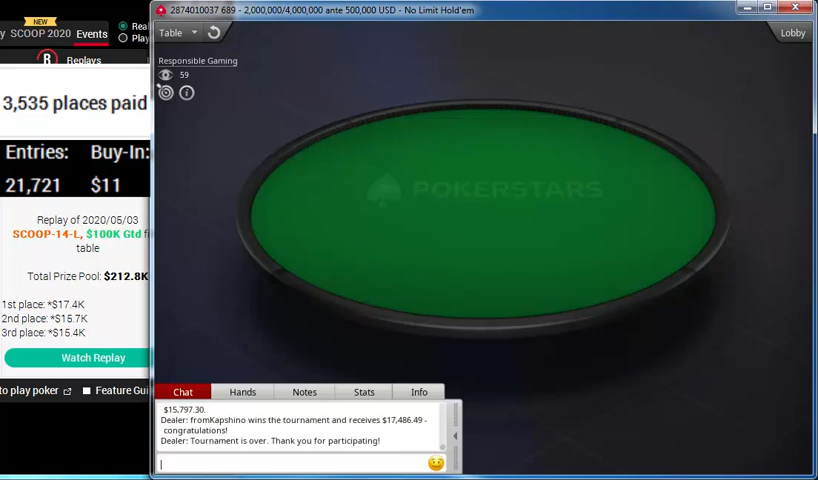 NEW
y SCOOP 2020 Events
Real
Play
R Replays
3,535 places paid
Entries: Buy-In:
21,721 $11
Replay of 2020/05/03
SCOOP-14-L, $100K Gtd fi
table
Total Prize Pool: $212.8K
1st place: *$17.4K
2nd place: *$15.7K
3rd place: *$15.4K
Watch Replay
to play poker Feature Gui
2874010037 689 - 2,000,000/4,000,000 ante 500,000 USD - No Limit Hold'em
Table
Lobby
Responsible Gaming
59
POKERSTARS
Chat Hands Notes Stats Info
$15,797.30.
Dealer: fromKapshino wins the tournament and receives $17,486.49 -
congratulations!
Dealer: Tournament is over. Thank you for participating!